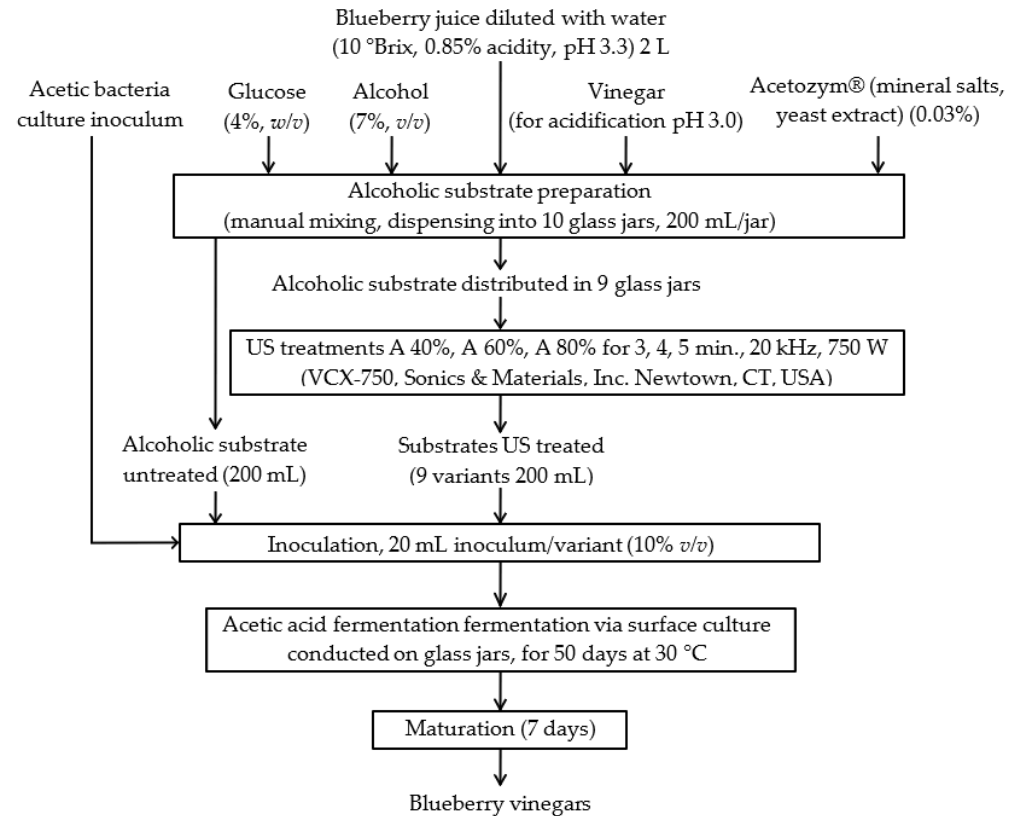 Blueberry juice diluted with water
(10 °Brix, 0.85% acidity, pH 3.3) 2 L
Acetic bacteria
culture inoculum
Glucose
(4%, w/v)
Alcohol
(7%, v/v)
Vinegar
(for acidification pH 3.0)
Acetozym® (mineral salts,
yeast extract) (0.03%)
Alcoholic substrate preparation
(manual mixing, dispensing into 10 glass jars, 200 mL/jar)
Alcoholic substrate distributed in 9 glass jars
US treatments A 40%, A 60%, A 80% for 3, 4, 5 min., 20 kHz, 750 W
(VCX-750, Sonics & Materials, Inc. Newtown, CT, USA)
Alcoholic substrate
untreated (200 mL)
Substrates US treated
(9 variants 200 mL)
Inoculation, 20 mL inoculum/variant (10% v/v)
Acetic acid fermentation fermentation via surface culture
conducted on glass jars, for 50 days at 30 °C
Maturation (7 days)
Blueberry vinegars